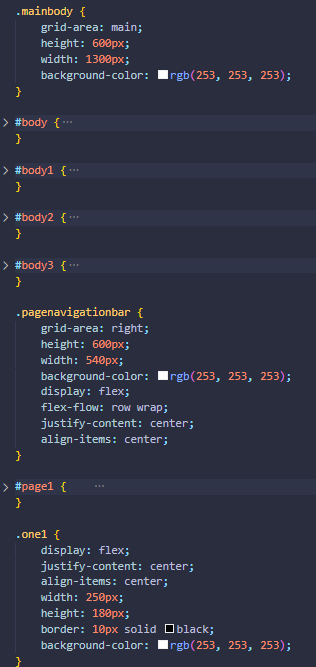 .mainbody {
grid-area: main;
height: 600px;
width: 1300px;
background-color: rgb(253, 253, 253);
}
#body {···
}
#body1 {···
}
#body2 {···
}
#body3 {···
}
.pagenavigationbar {
grid-area: right;
height: 600px;
width: 540px;
background-color: rgb(253, 253, 253);
display: flex;
flex-flow: row wrap;
justify-content: center;
align-items: center;
}
#page1 { ···
}
.one1 {
display: flex;
justify-content: center;
align-items: center;
width: 250px;
height: 180px;
border: 10px solid black;
background-color: rgb(253, 253, 253);
}